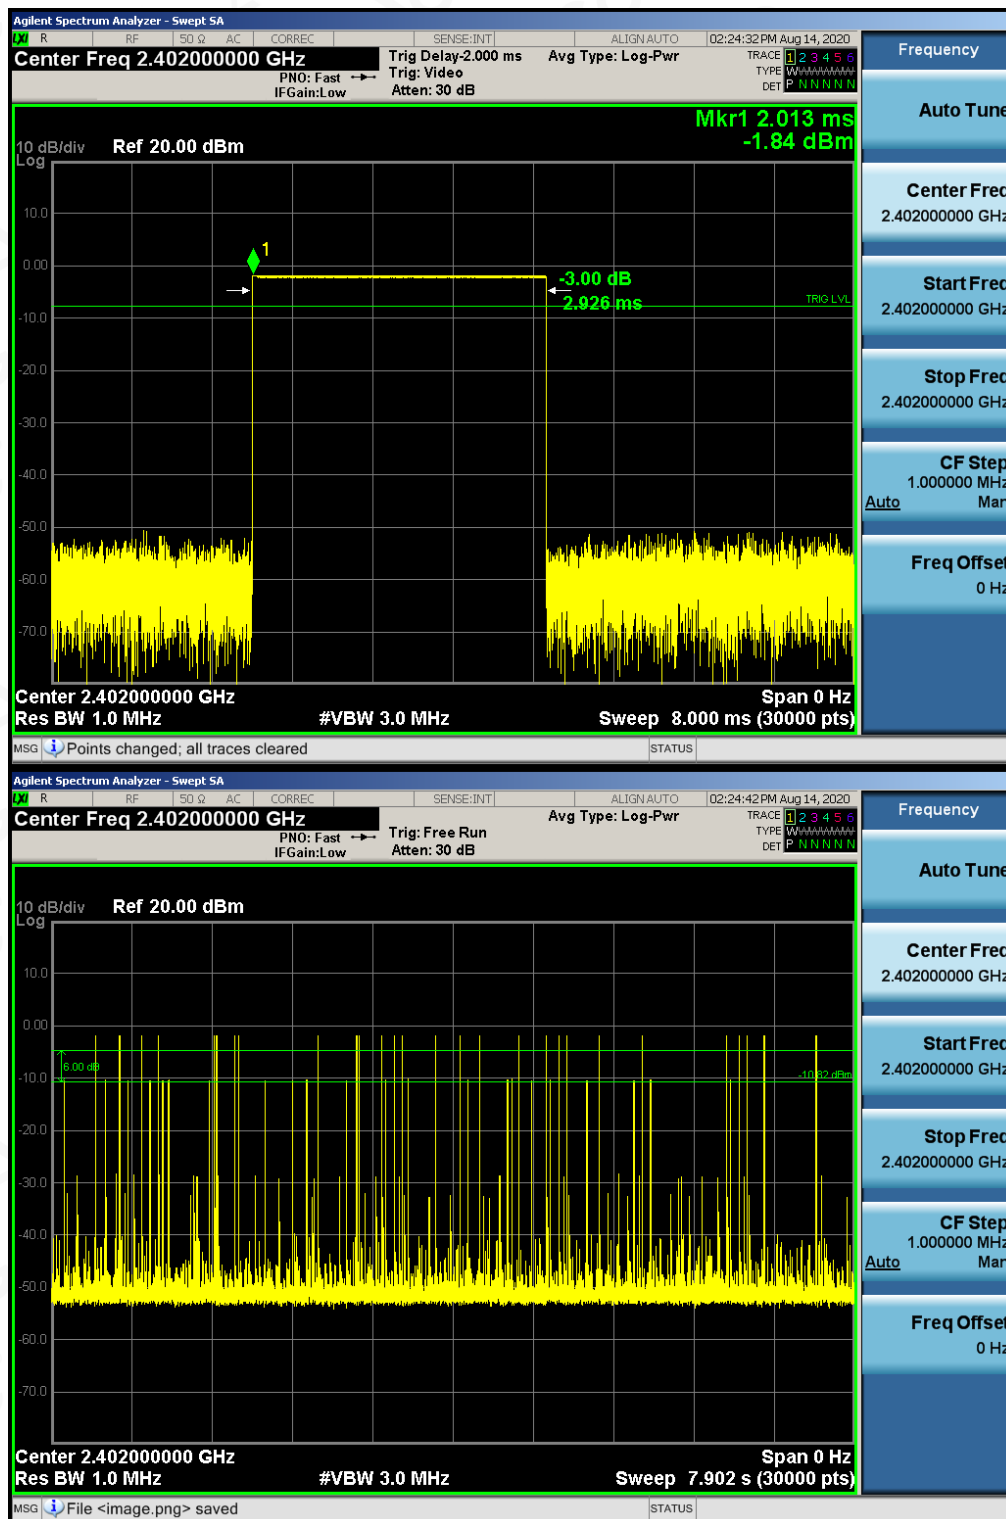 Agilent Spectrum Analyzer - Swept SA
LXI R RF 50 Ω AC CORREC SENSE:INT ALIGN AUTO 02:24:32 PM Aug 14, 2020
Center Freq 2.402000000 GHz
PNO: Fast
IFGain:Low
Trig Delay-2.000 ms
Trig: Video
Atten: 30 dB
Avg Type: Log-Pwr
TRACE 1 2 3 4 5 6
TYPE W
DET P N N N N N
Mkr1 2.013 ms
-1.84 dBm
10 dB/div
Log
Ref 20.00 dBm
10.0
0.00
-10.0
-20.0
-30.0
-40.0
-50.0
-60.0
-70.0
1
-3.00 dB
2.926 ms
TRIG LVL
Center 2.402000000 GHz
Span 0 Hz
Res BW 1.0 MHz
#VBW 3.0 MHz
Sweep 8.000 ms (30000 pts)
MSG Points changed; all traces cleared
STATUS
Frequency
Auto Tune
Center Freq
2.402000000 GHz
Start Freq
2.402000000 GHz
Stop Freq
2.402000000 GHz
CF Step
1.000000 MHz
Auto Man
Freq Offset
0 Hz
Agilent Spectrum Analyzer - Swept SA
LXI R RF 50 Ω AC CORREC SENSE:INT ALIGN AUTO 02:24:42 PM Aug 14, 2020
Center Freq 2.402000000 GHz
PNO: Fast
IFGain:Low
Trig: Free Run
Atten: 30 dB
Avg Type: Log-Pwr
TRACE 1 2 3 4 5 6
TYPE W
DET P N N N N N
10 dB/div
Log
Ref 20.00 dBm
10.0
0.00
-10.0
-20.0
-30.0
-40.0
-50.0
-60.0
-70.0
6.00 dB
-10.82 dBm
Center 2.402000000 GHz
Span 0 Hz
Res BW 1.0 MHz
#VBW 3.0 MHz
Sweep 7.902 s (30000 pts)
MSG File <image.png> saved
STATUS
Frequency
Auto Tune
Center Freq
2.402000000 GHz
Start Freq
2.402000000 GHz
Stop Freq
2.402000000 GHz
CF Step
1.000000 MHz
Auto Man
Freq Offset
0 Hz